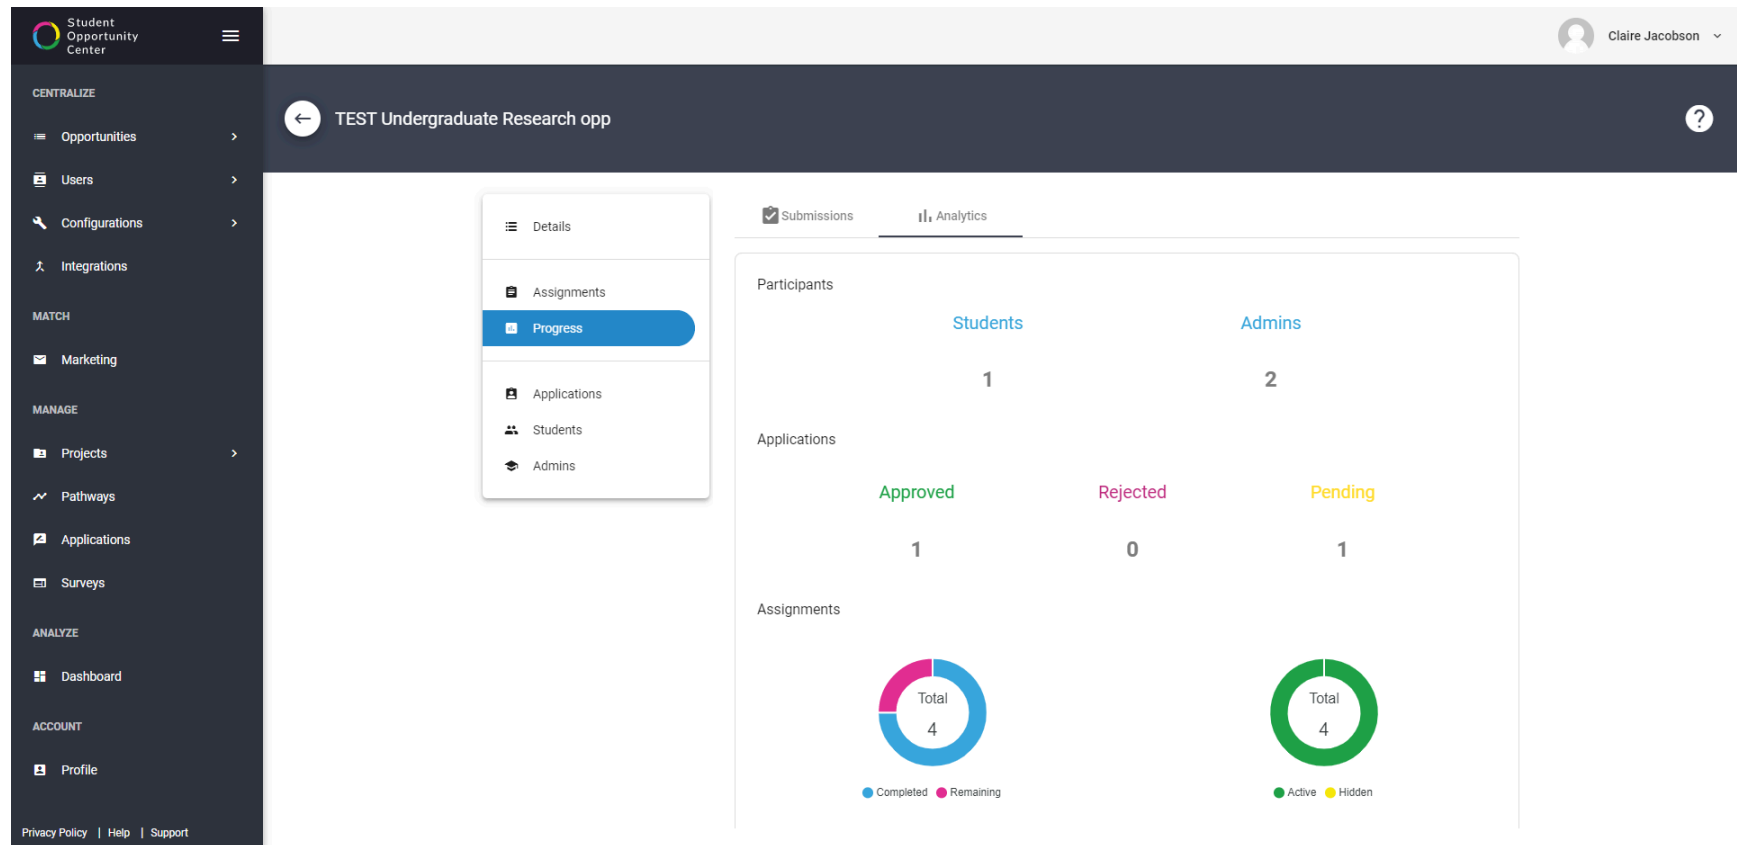 Student
Opportunity
Center
Claire Jacobson
CENTRALIZE
Opportunities
Users
Configurations
Integrations
MATCH
Marketing
MANAGE
Projects
Pathways
Applications
Surveys
ANALYZE
Dashboard
ACCOUNT
Profile
Privacy Policy | Help | Support
TEST Undergraduate Research opp
?
Details
Assignments
Progress
Applications
Students
Admins
Submissions Analytics
Participants
Students Admins
1 2
Applications
Approved Rejected Pending
1 0 1
Assignments
Total
4
Completed Remaining
Total
4
Active Hidden